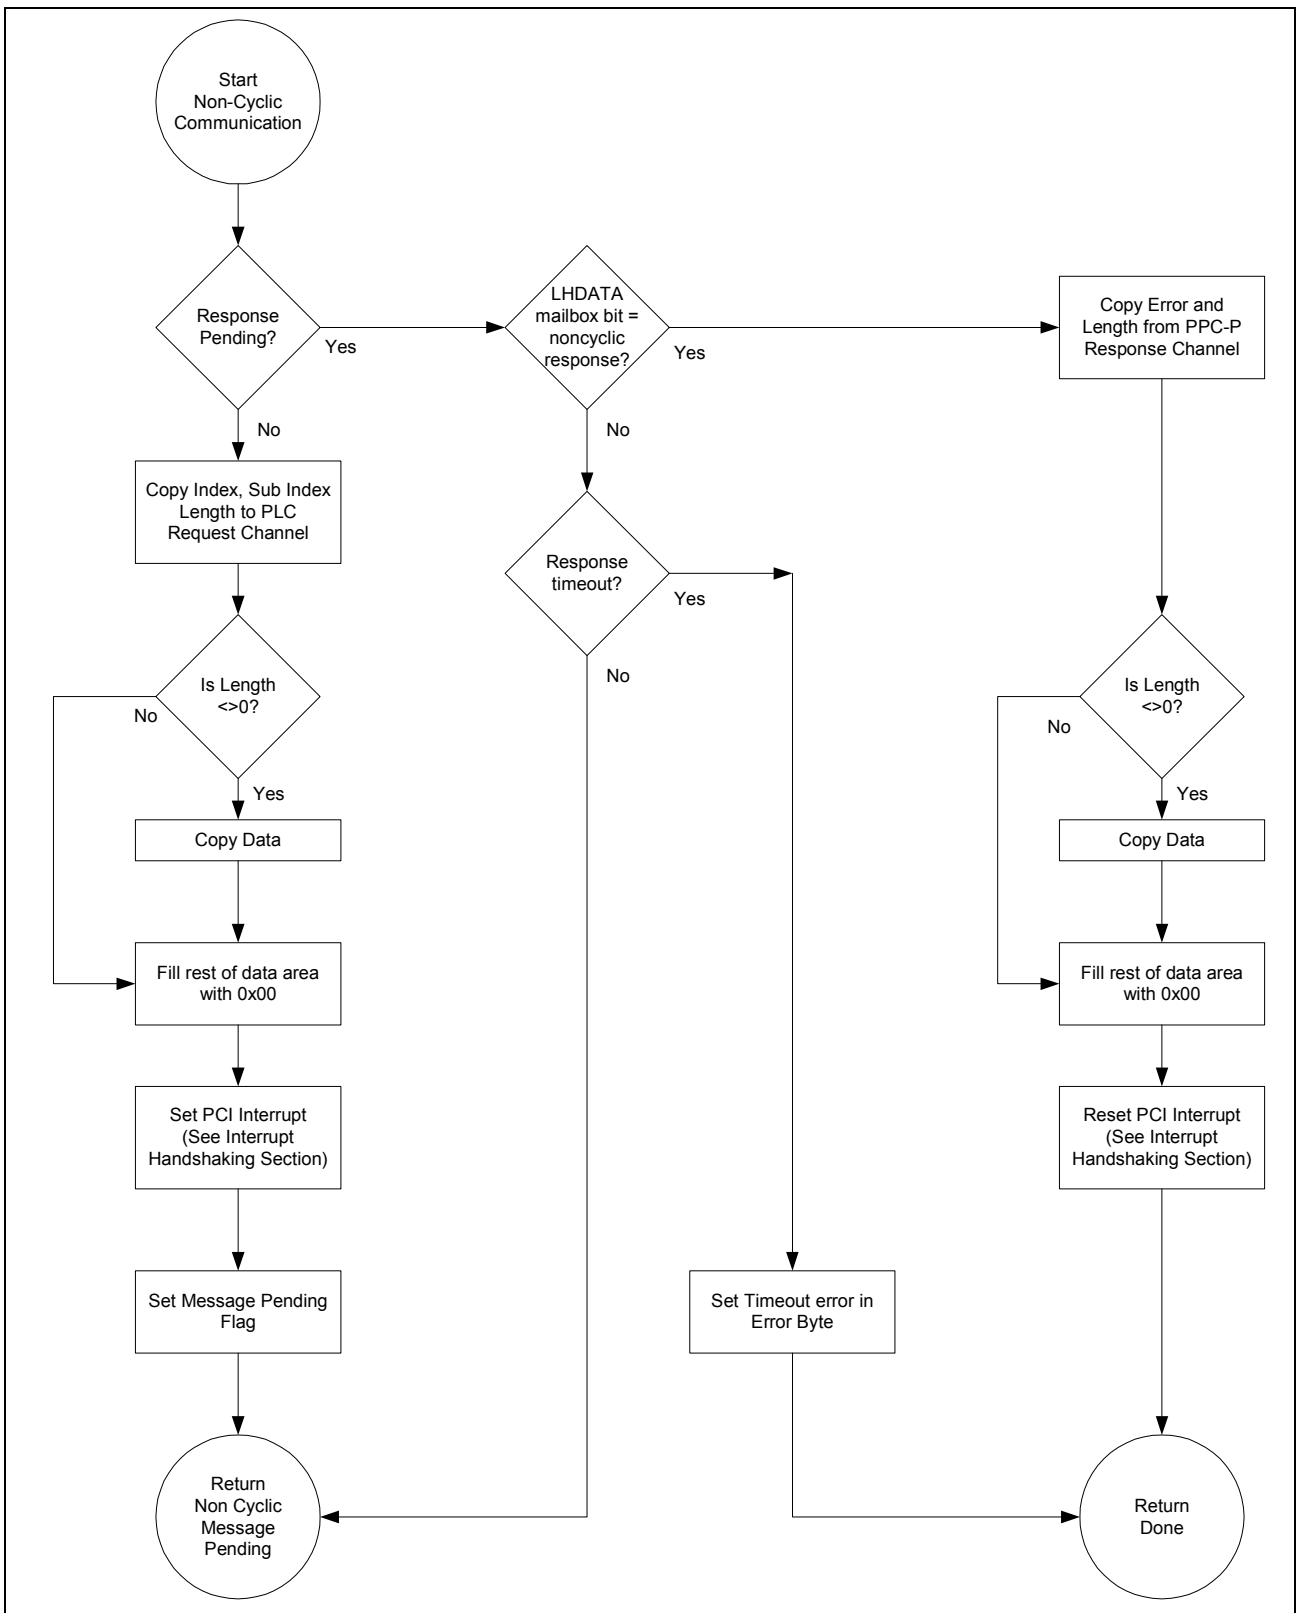 Start
Non-Cyclic
Communication
Response
Pending?
Yes
LHDATA
mailbox bit =
noncyclic
response?
Yes
Copy Error and
Length from PPC-P
Response Channel
No
No
Copy Index, Sub Index
Length to PLC
Request Channel
Response
timeout?
Yes
No
Is Length
<>0?
No
Yes
Is Length
<>0?
No
Yes
Copy Data
Copy Data
Fill rest of data area
with 0x00
Fill rest of data area
with 0x00
Set PCI Interrupt
(See Interrupt
Handshaking Section)
Reset PCI Interrupt
(See Interrupt
Handshaking Section)
Set Message Pending
Flag
Set Timeout error in
Error Byte
Return
Non Cyclic
Message
Pending
Return
Done